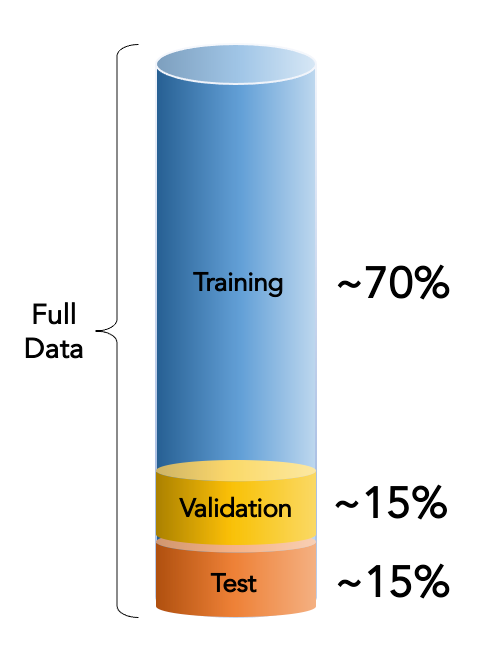 Training
~70%
Full
Data
Validation
~15%
Test
~15%